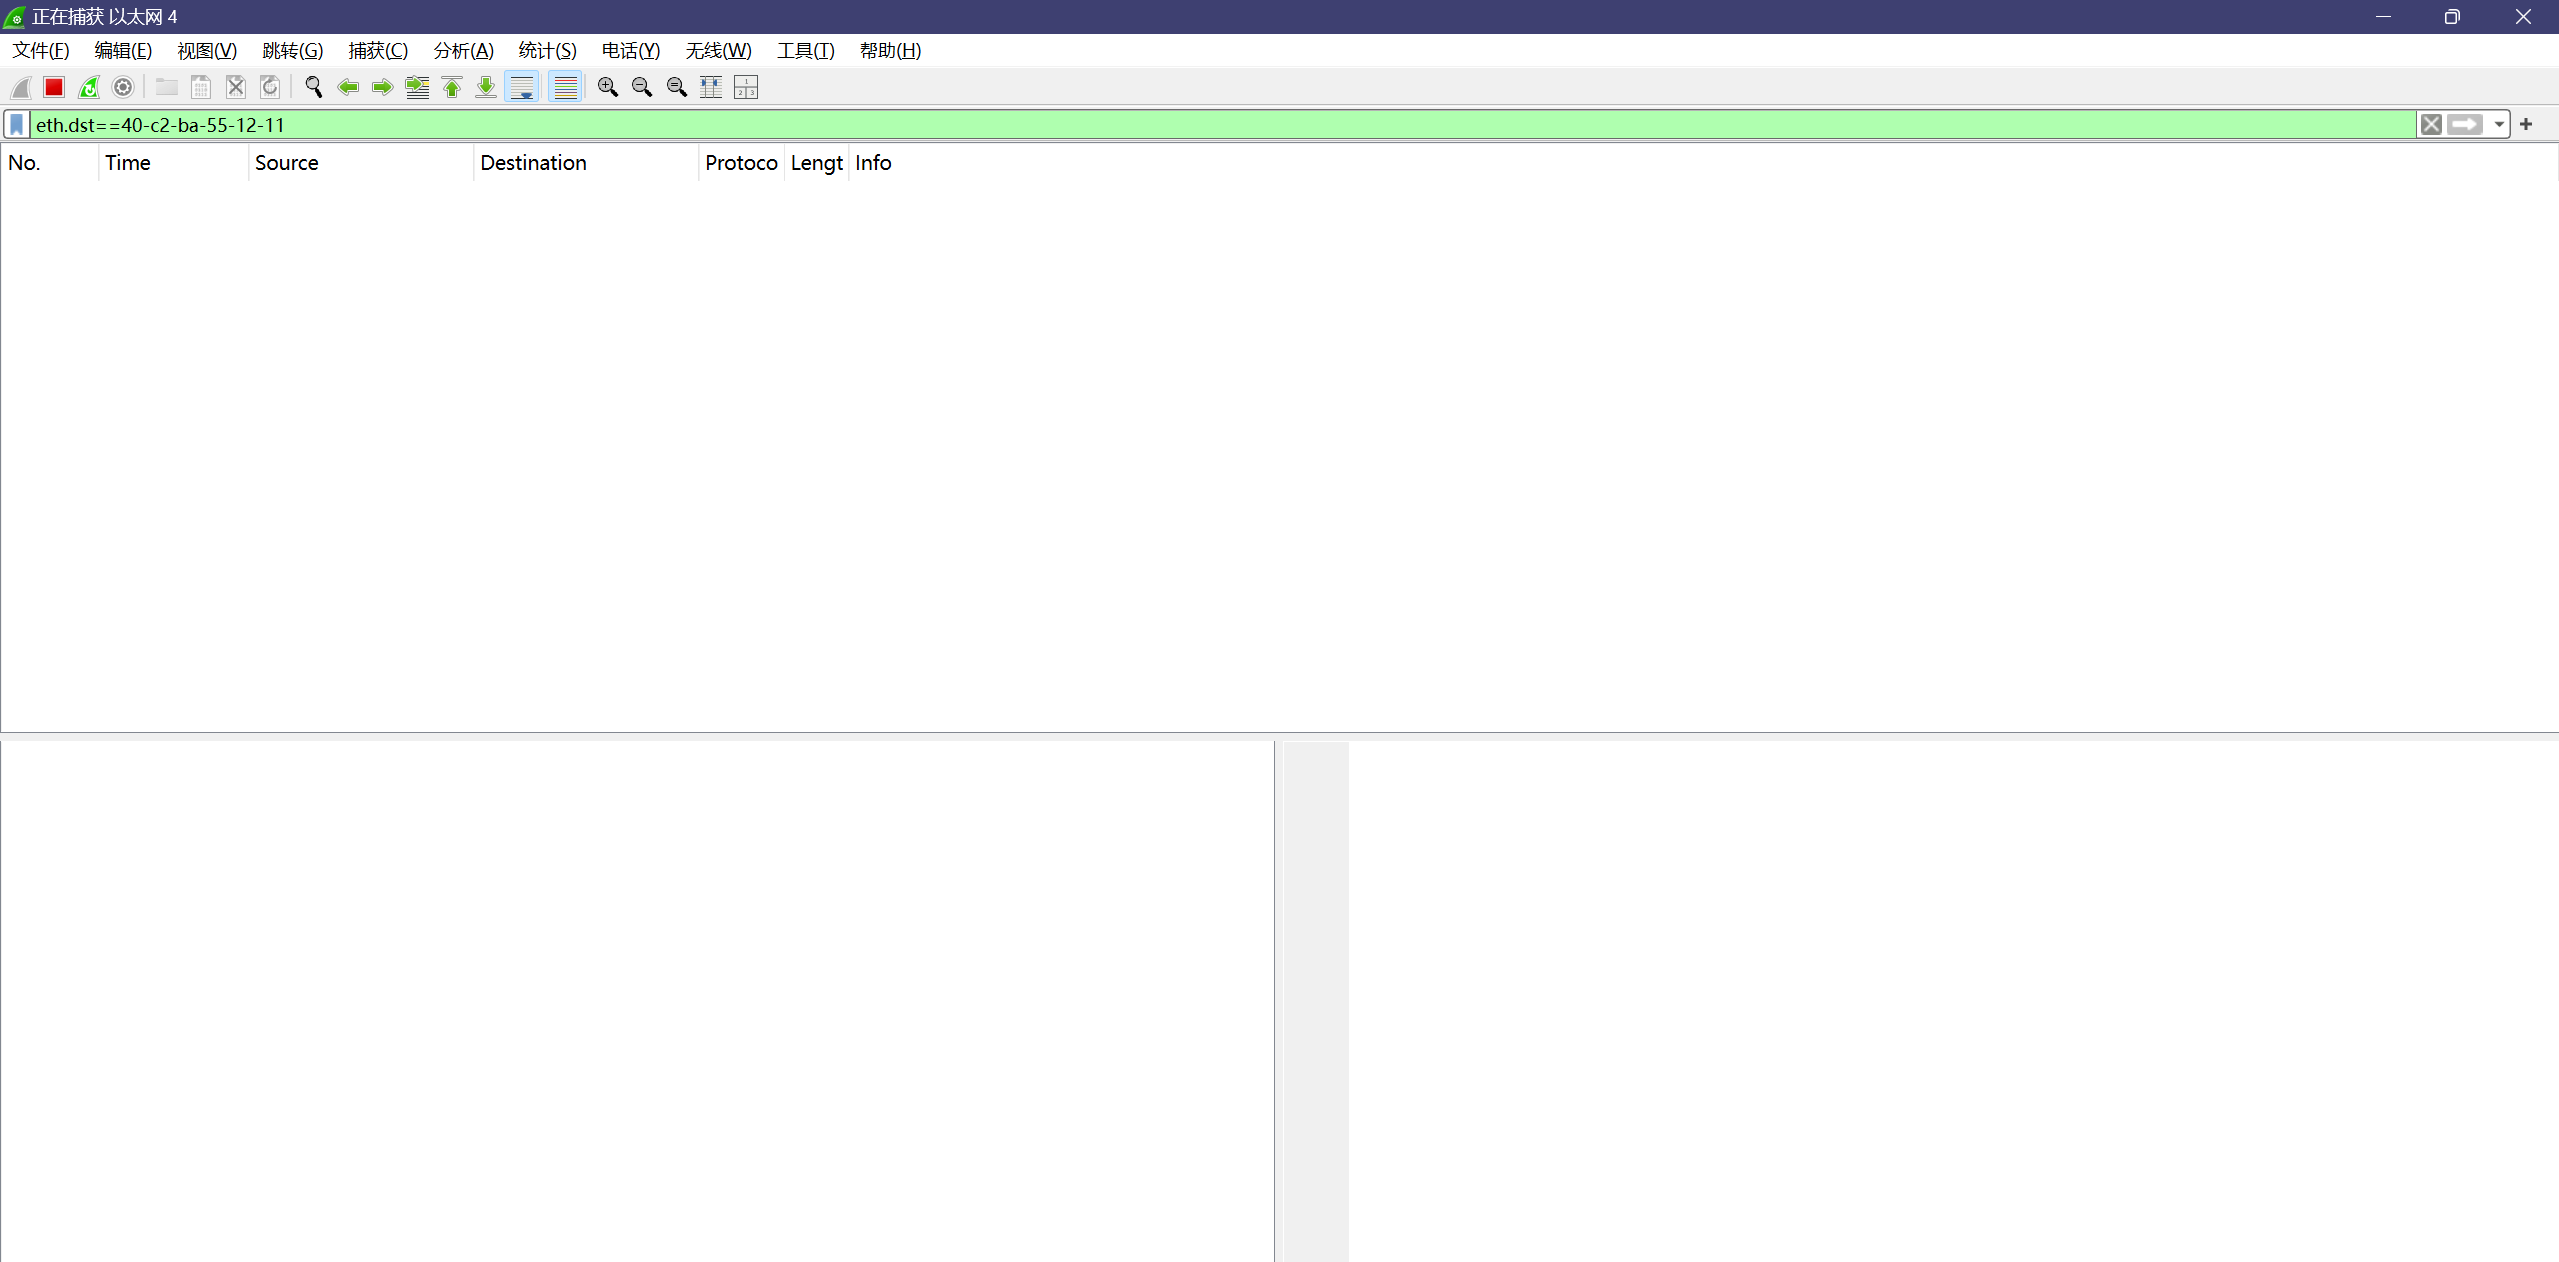 正在捕获 以太网 4
文件(F) 编辑(E) 视图(V) 跳转(G) 捕获(C) 分析(A) 统计(S) 电话(Y) 无线(W) 工具(T) 帮助(H)
eth.dst==40-c2-ba-55-12-11
No. Time Source Destination Protoco Lengt Info